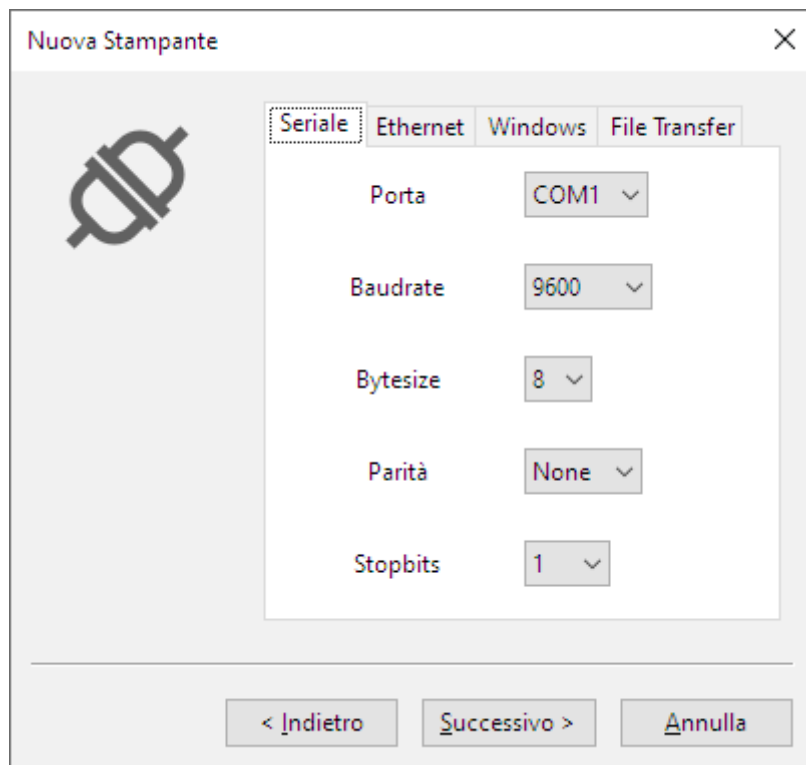 Nuova Stampante
Seriale Ethernet Windows File Transfer
Porta COM1
Baudrate 9600
Bytesize 8
Parità None
Stopbits 1
< Indietro Successivo > Annulla